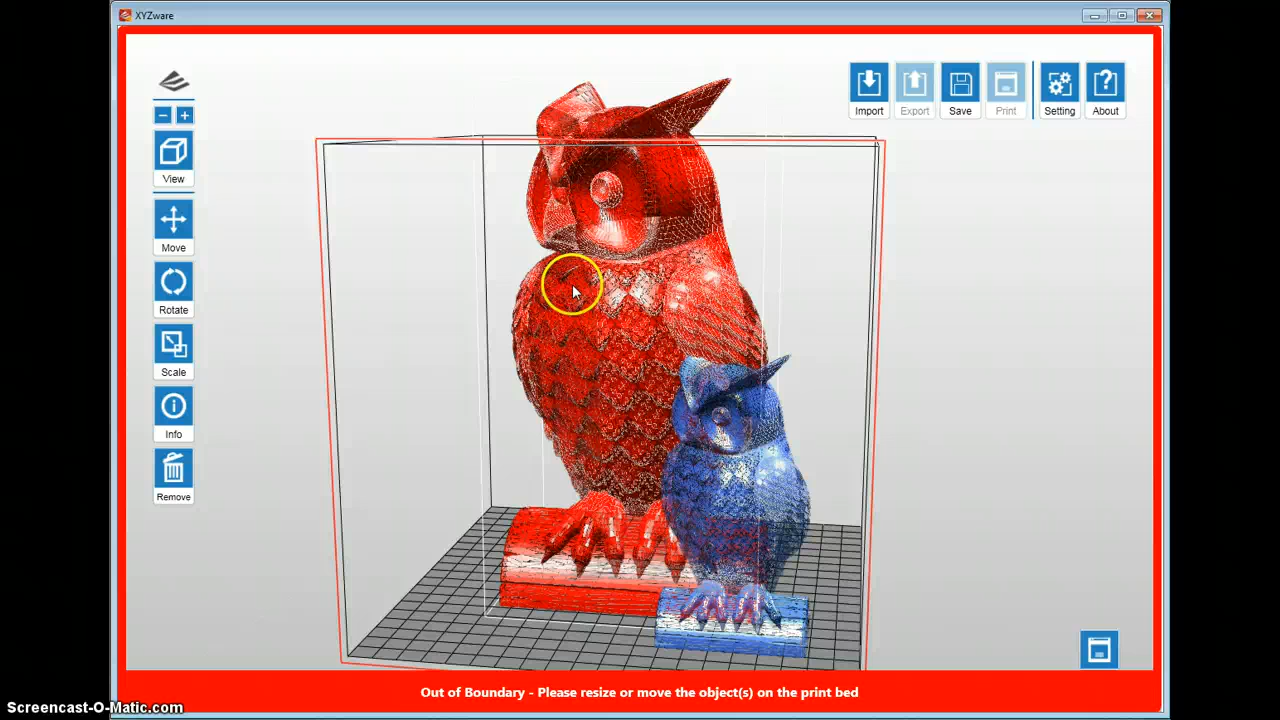 XYZware
Import
Export
Save
Print
Setting
About
View
Move
Rotate
Scale
Info
Remove
Out of Boundary - Please resize or move the object(s) on the print bed
Screencast-O-Matic.com